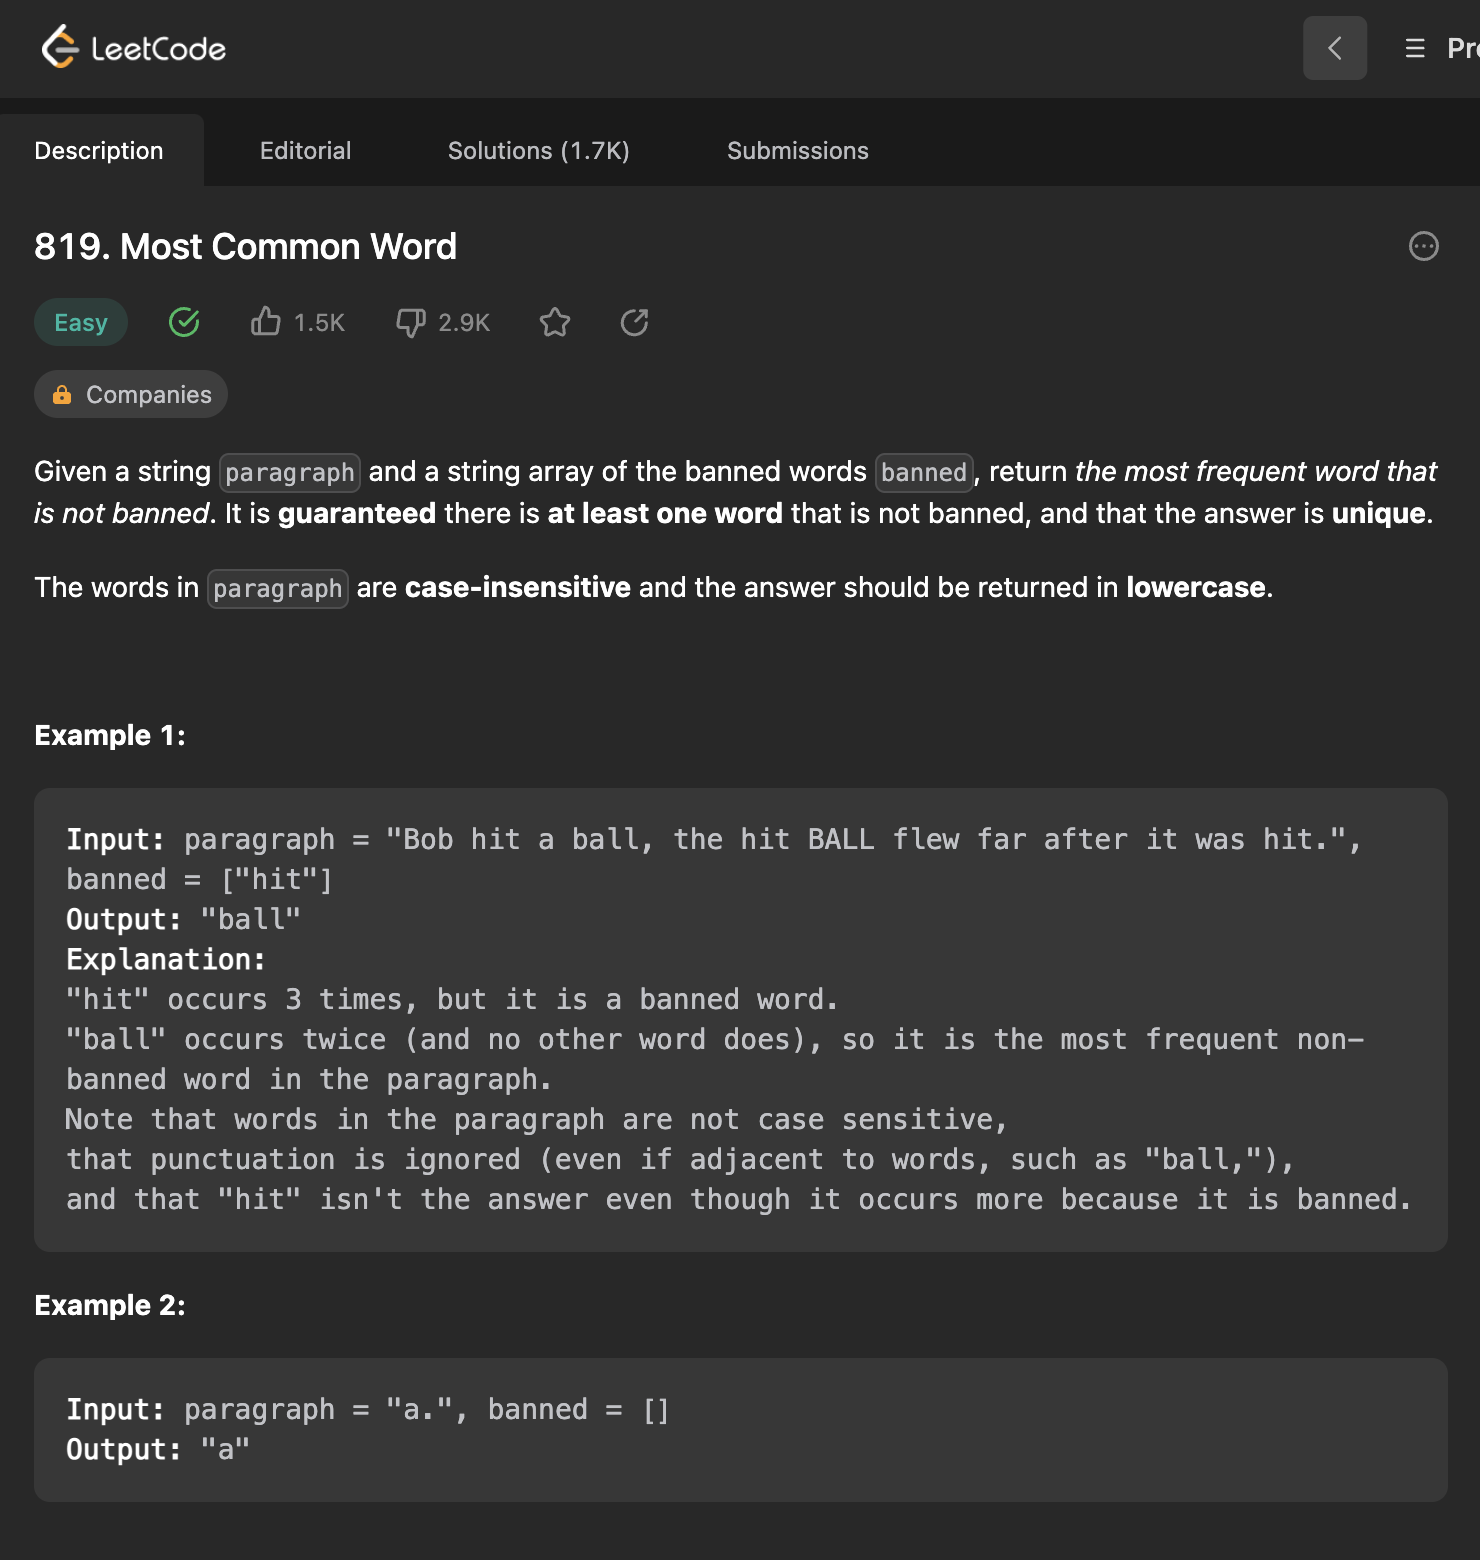 LeetCode
Pr
Description Editorial Solutions (1.7K) Submissions
819. Most Common Word
Easy 1.5K 2.9K
Companies
Given a string paragraph and a string array of the banned words banned, return the most frequent word that
is not banned. It is guaranteed there is at least one word that is not banned, and that the answer is unique.
The words in paragraph are case-insensitive and the answer should be returned in lowercase.
Example 1:
Input: paragraph = "Bob hit a ball, the hit BALL flew far after it was hit.",
banned = ["hit"]
Output: "ball"
Explanation:
"hit" occurs 3 times, but it is a banned word.
"ball" occurs twice (and no other word does), so it is the most frequent non-
banned word in the paragraph.
Note that words in the paragraph are not case sensitive,
that punctuation is ignored (even if adjacent to words, such as "ball,"),
and that "hit" isn't the answer even though it occurs more because it is banned.
Example 2:
Input: paragraph = "a.", banned = []
Output: "a"